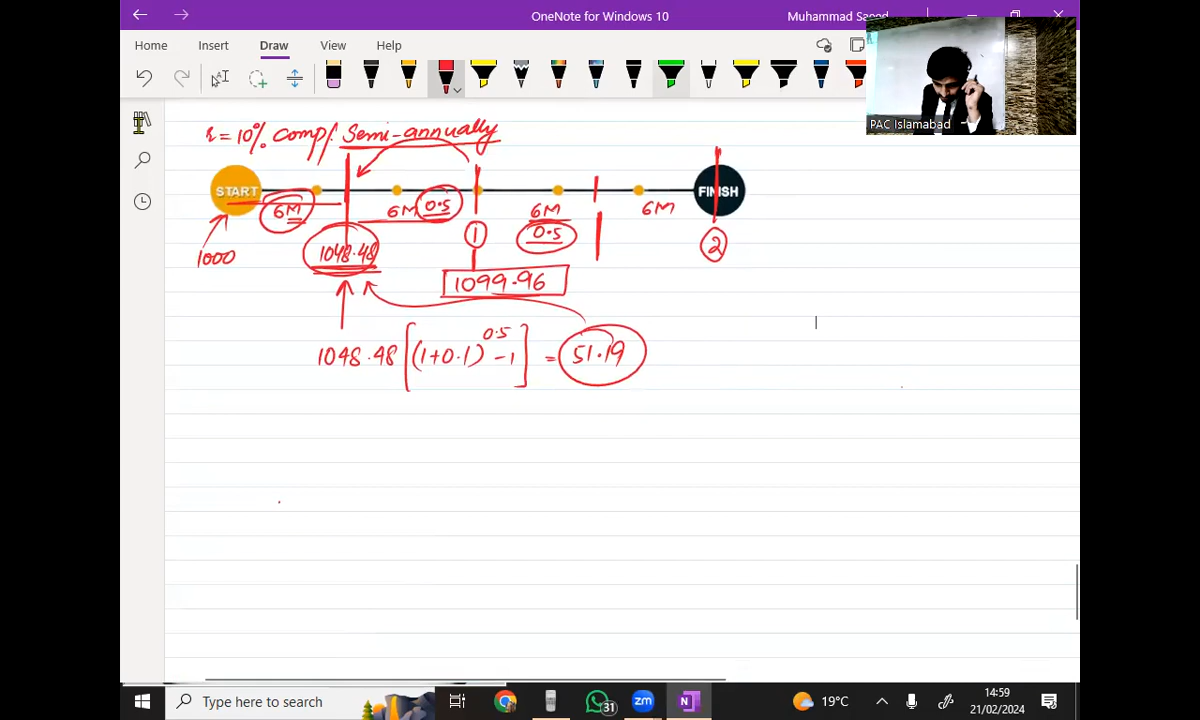 OneNote for Windows 10
Muhammad Saeed
Home Insert Draw View Help
PAC Islamabad
r = 10% Comp/. Semi-annually
START FINISH
6M 6M 0.5 6M 6M
0.5
1000 1048.48 1 2
1099.96
1048.48 [(1+0.1)^0.5 - 1] = 51.19
Type here to search
31
zm
N
19°C
14:59
21/02/2024